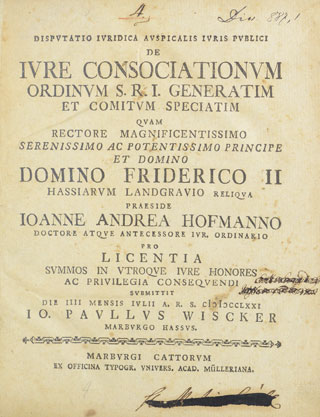 4.
DISPVTATIO IVRIDICA AVSPICALIS IVRIS PVBLICI
DE
IVRE CONSOCIATIONVM
ORDINVM S. R. I. GENERATIM
ET COMITVM SPECIATIM
QVAM
RECTORE MAGNIFICENTISSIMO
SERENISSIMO AC POTENTISSIMO PRINCIPE
ET DOMINO
DOMINO FRIDERICO II
HASSIARVM LANDGRAVIO RELIQVA
PRAESIDE
IOANNE ANDREA HOFMANNO
DOCTORE ATQVE ANTECESSORE IVR. ORDINARIO
PRO
LICENTIA
SVMMOS IN VTROQVE IVRE HONORES
AC PRIVILEGIA CONSEQVENDI
SVBMITTIT
DIE IIII MENSIS IVLII A. R. S. CIƆIƆCCLXXI
IO. PAVLLVS WISCKER
MARBVRGO HASSVS.
MARBVRGI CATTORVM
EX OFFICINA TYPOGR. VNIVERS. ACAD. MÜLLERIANA.